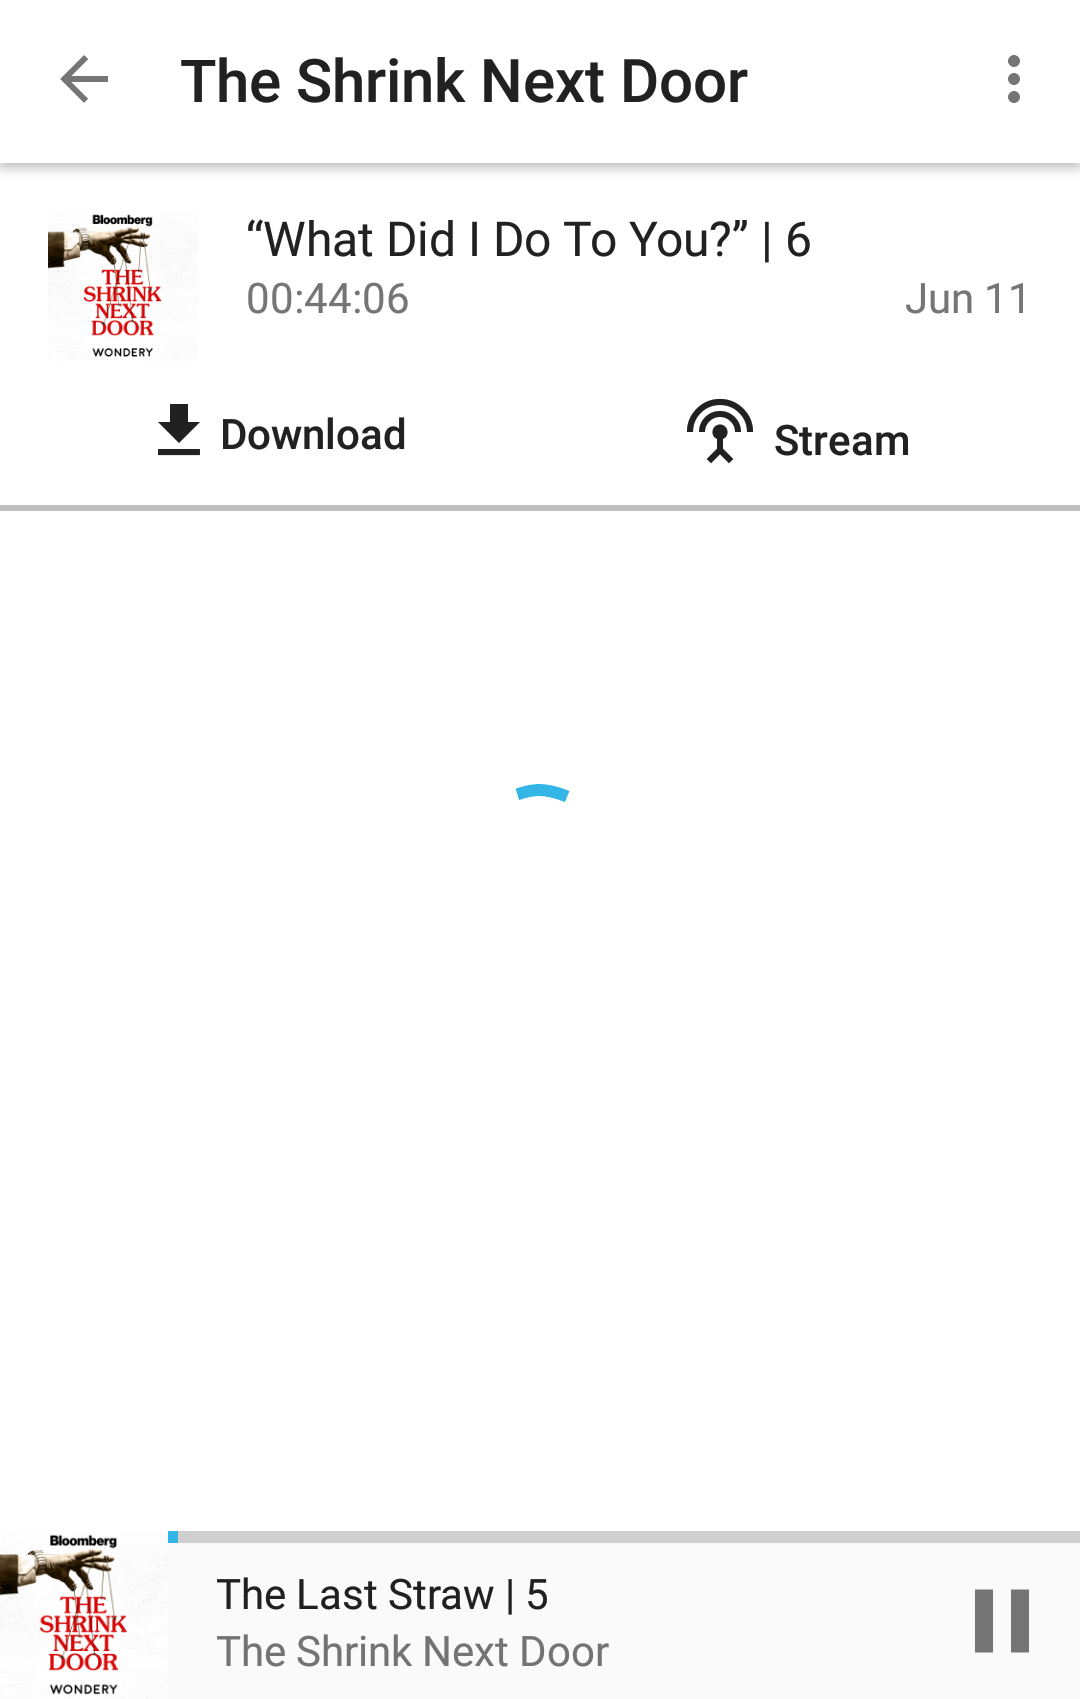 The Shrink Next Door
Bloomberg
THE
SHRINK
NEXT
DOOR
WONDERY
“What Did I Do To You?” | 6
00:44:06
Jun 11
Download
Stream
Bloomberg
THE
SHRINK
NEXT
DOOR
WONDERY
The Last Straw | 5
The Shrink Next Door